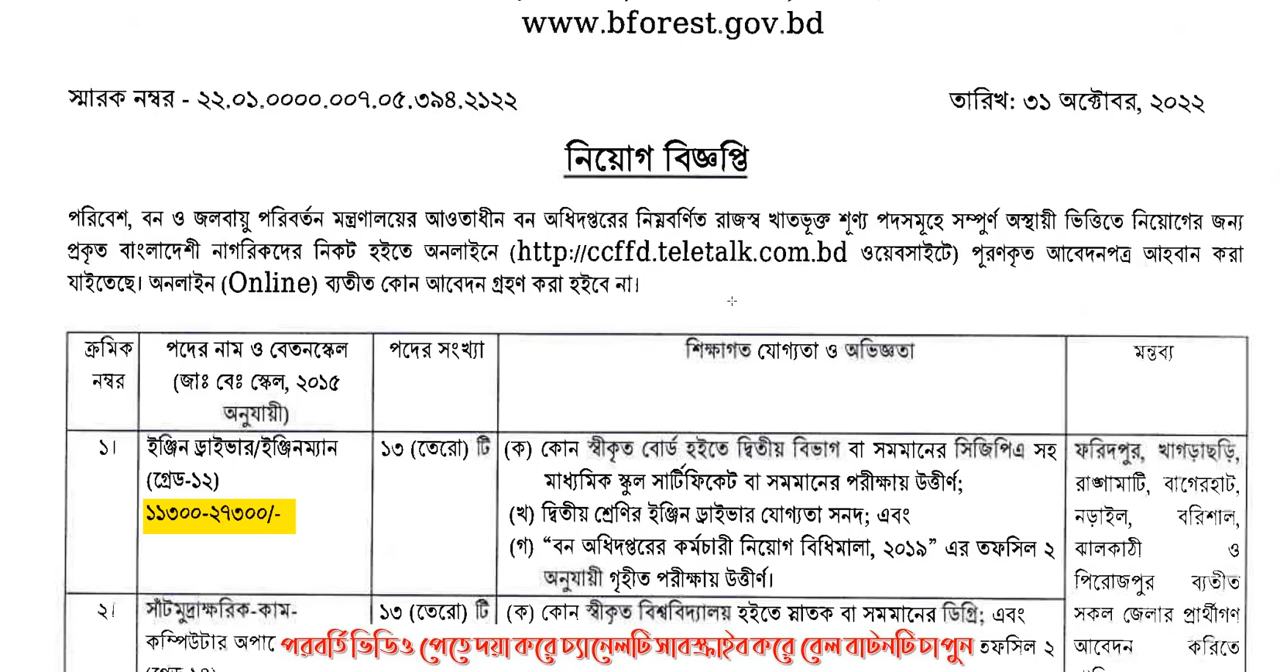 www.bforest.gov.bd
স্মারক নম্বর - ২২.০১.০০০০.০০৭.০৫.৩৯৪.২১২২
তারিখ: ৩১ অক্টোবর, ২০২২
নিয়োগ বিজ্ঞপ্তি
পরিবেশ, বন ও জলবায়ু পরিবর্তন মন্ত্রণালয়ের আওতাধীন বন অধিদপ্তরের নিম্নবর্ণিত রাজস্ব খাতভূক্ত শূণ্য পদসমূহে সম্পুর্ণ অস্থায়ী ভিত্তিতে নিয়োগের জন্য
প্রকৃত বাংলাদেশী নাগরিকদের নিকট হইতে অনলাইনে (http://ccffd.teletalk.com.bd ওয়েবসাইটে) পূরণকৃত আবেদনপত্র আহবান করা
যাইতেছে। অনলাইন (Online) ব্যতীত কোন আবেদন গ্রহণ করা হইবে না।
ক্রমিক নম্বর
পদের নাম ও বেতনস্কেল
(জাঃ বেঃ স্কেল, ২০১৫
অনুযায়ী)
পদের সংখ্যা
শিক্ষাগত যোগ্যতা ও অভিজ্ঞতা
মন্তব্য
১।
ইঞ্জিন ড্রাইভার/ইঞ্জিনম্যান
(গ্রেড-১২)
১১৩০০-২৭৩০০/-
১৩ (তেরো) টি
(ক) কোন স্বীকৃত বোর্ড হইতে দ্বিতীয় বিভাগ বা সমমানের সিজিপিএ সহ
মাধ্যমিক স্কুল সার্টিফিকেট বা সমমানের পরীক্ষায় উত্তীর্ণ;
(খ) দ্বিতীয় শ্রেণির ইঞ্জিন ড্রাইভার যোগ্যতা সনদ; এবং
(গ) “বন অধিদপ্তরের কর্মচারী নিয়োগ বিধিমালা, ২০১৯” এর তফসিল ২
অনুযায়ী গৃহীত পরীক্ষায় উত্তীর্ণ।
ফরিদপুর, খাগড়াছড়ি,
রাঙ্গামাটি, বাগেরহাট,
নড়াইল, বরিশাল,
ঝালকাঠী ও
পিরোজপুর ব্যতীত
সকল জেলার প্রার্থীগণ
আবেদন করিতে
২।
সাঁটমুদ্রাক্ষরিক-কাম-
কম্পিউটার অপারে
১৩ (তেরো) টি
(ক) কোন স্বীকৃত বিশ্ববিদ্যালয় হইতে স্নাতক বা সমমানের ডিগ্রি; এবং
তফসিল ২
পরবর্তি ভিডিও পেতে দয়া করে চ্যানেলটি সাবস্ক্রাইব করে বেল বাটনটি চাপুন